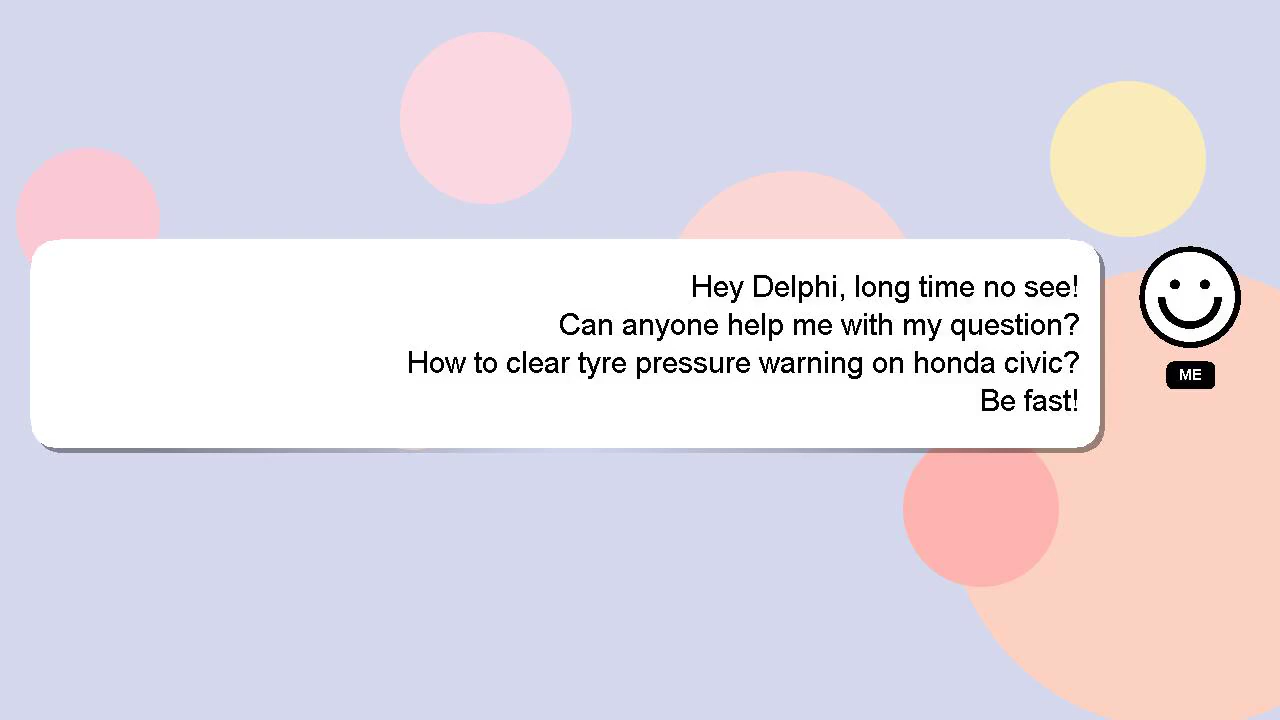 Hey Delphi, long time no see!
Can anyone help me with my question?
How to clear tyre pressure warning on honda civic?
Be fast!
ME